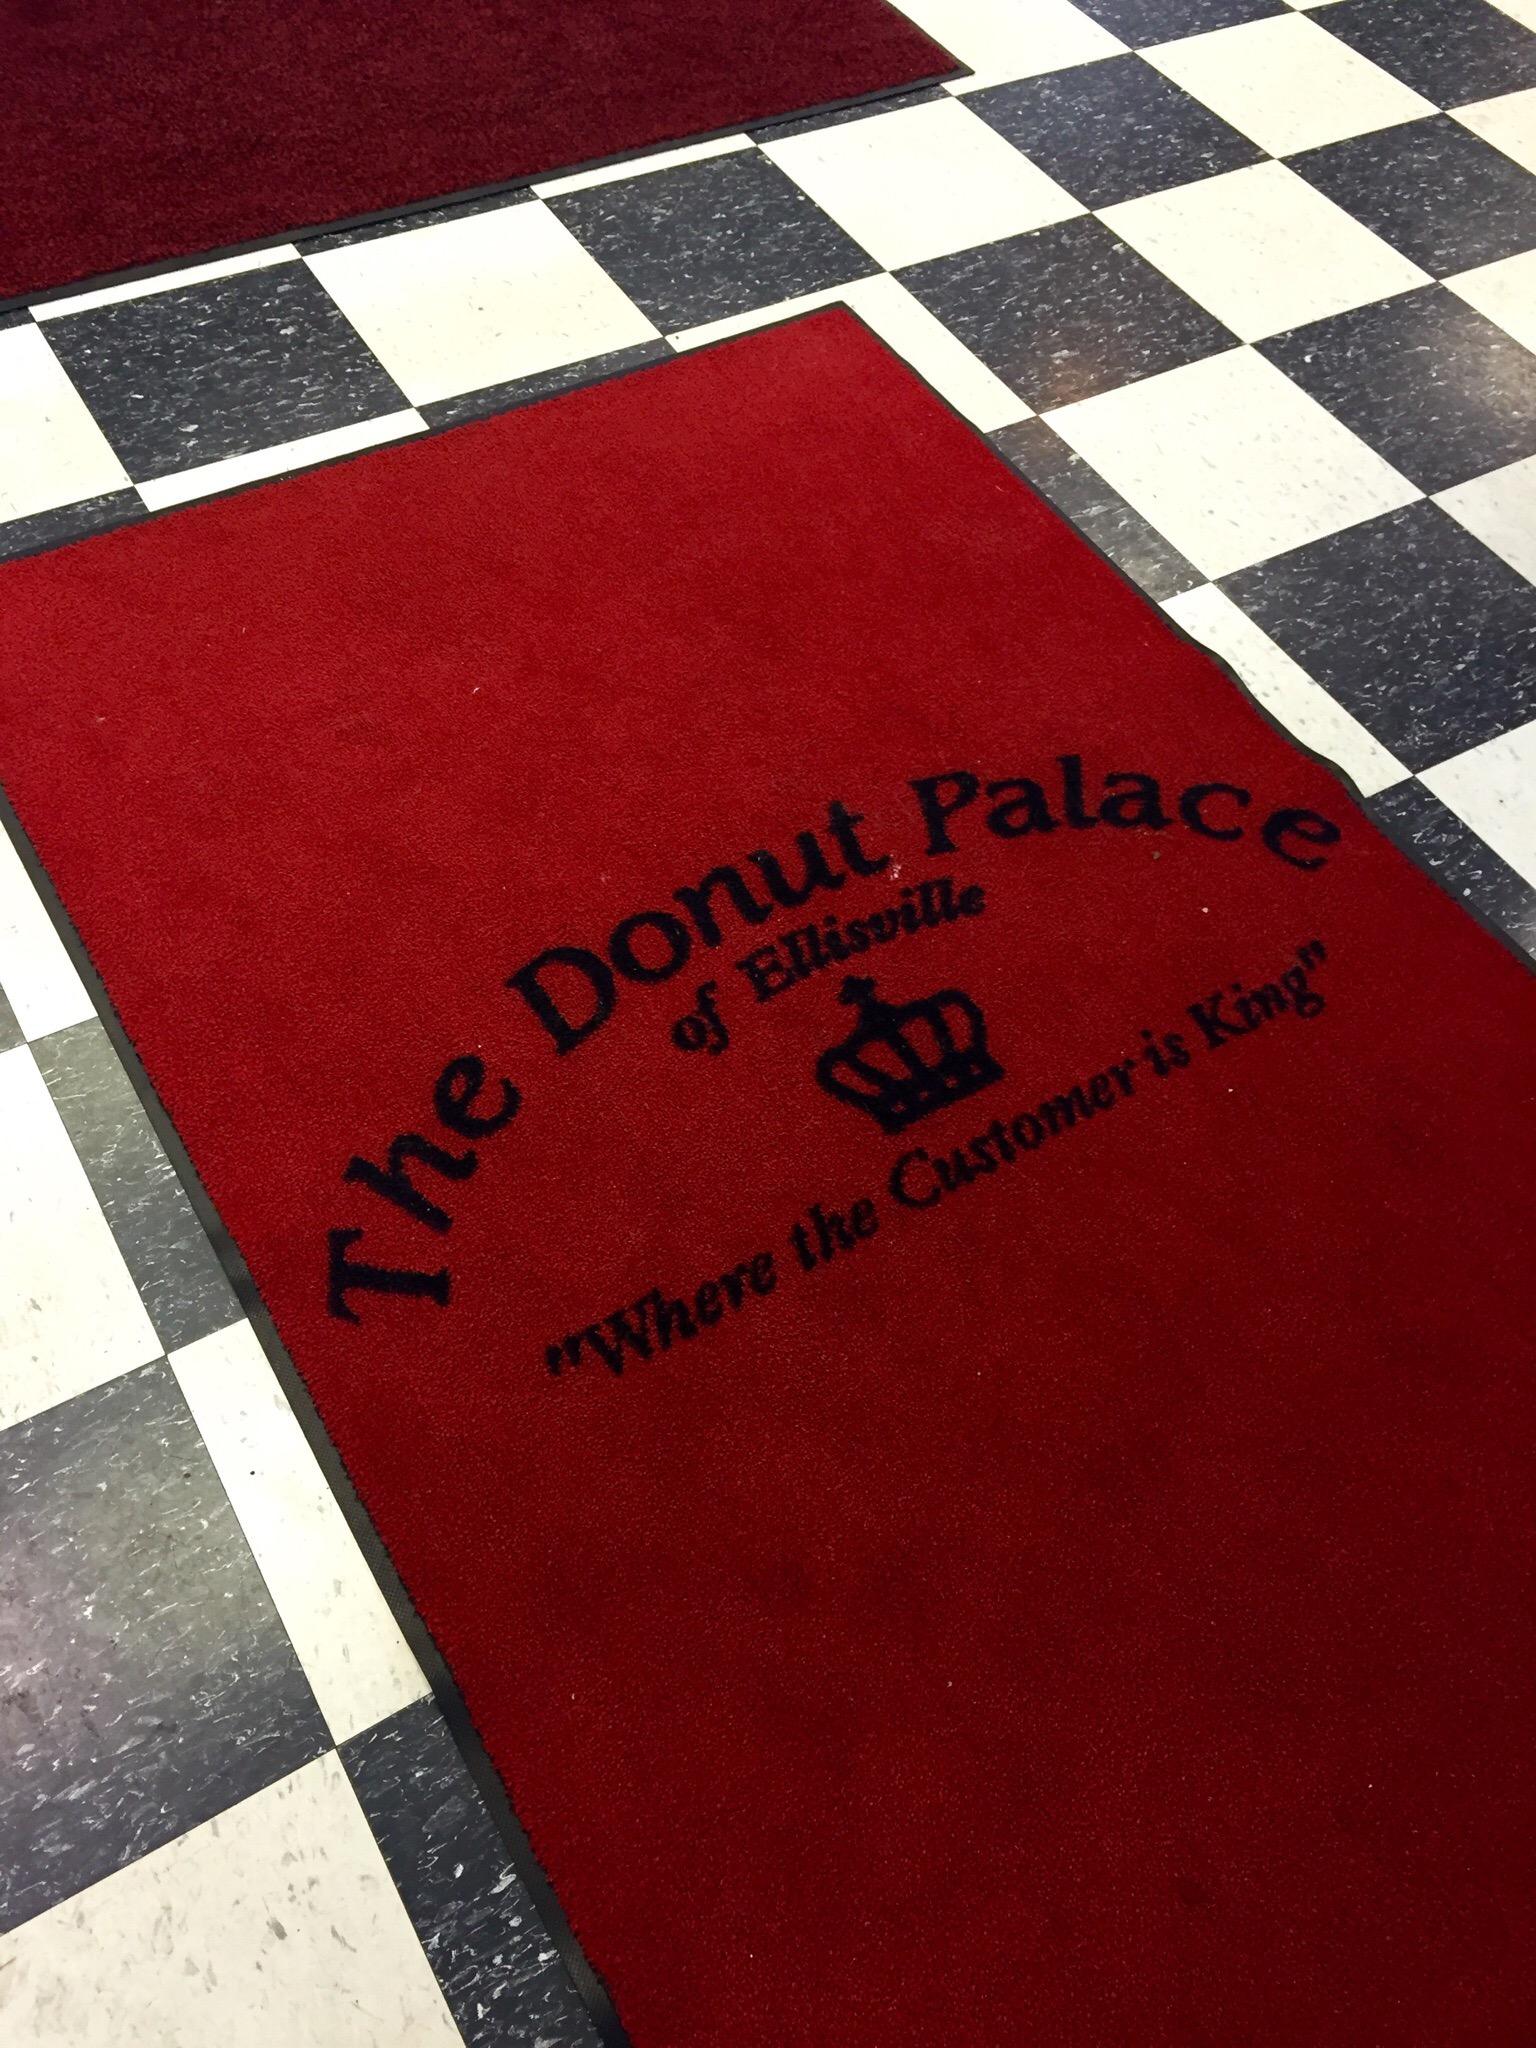 The Donut Palace
of Ellisville
"Where the Customer is King"